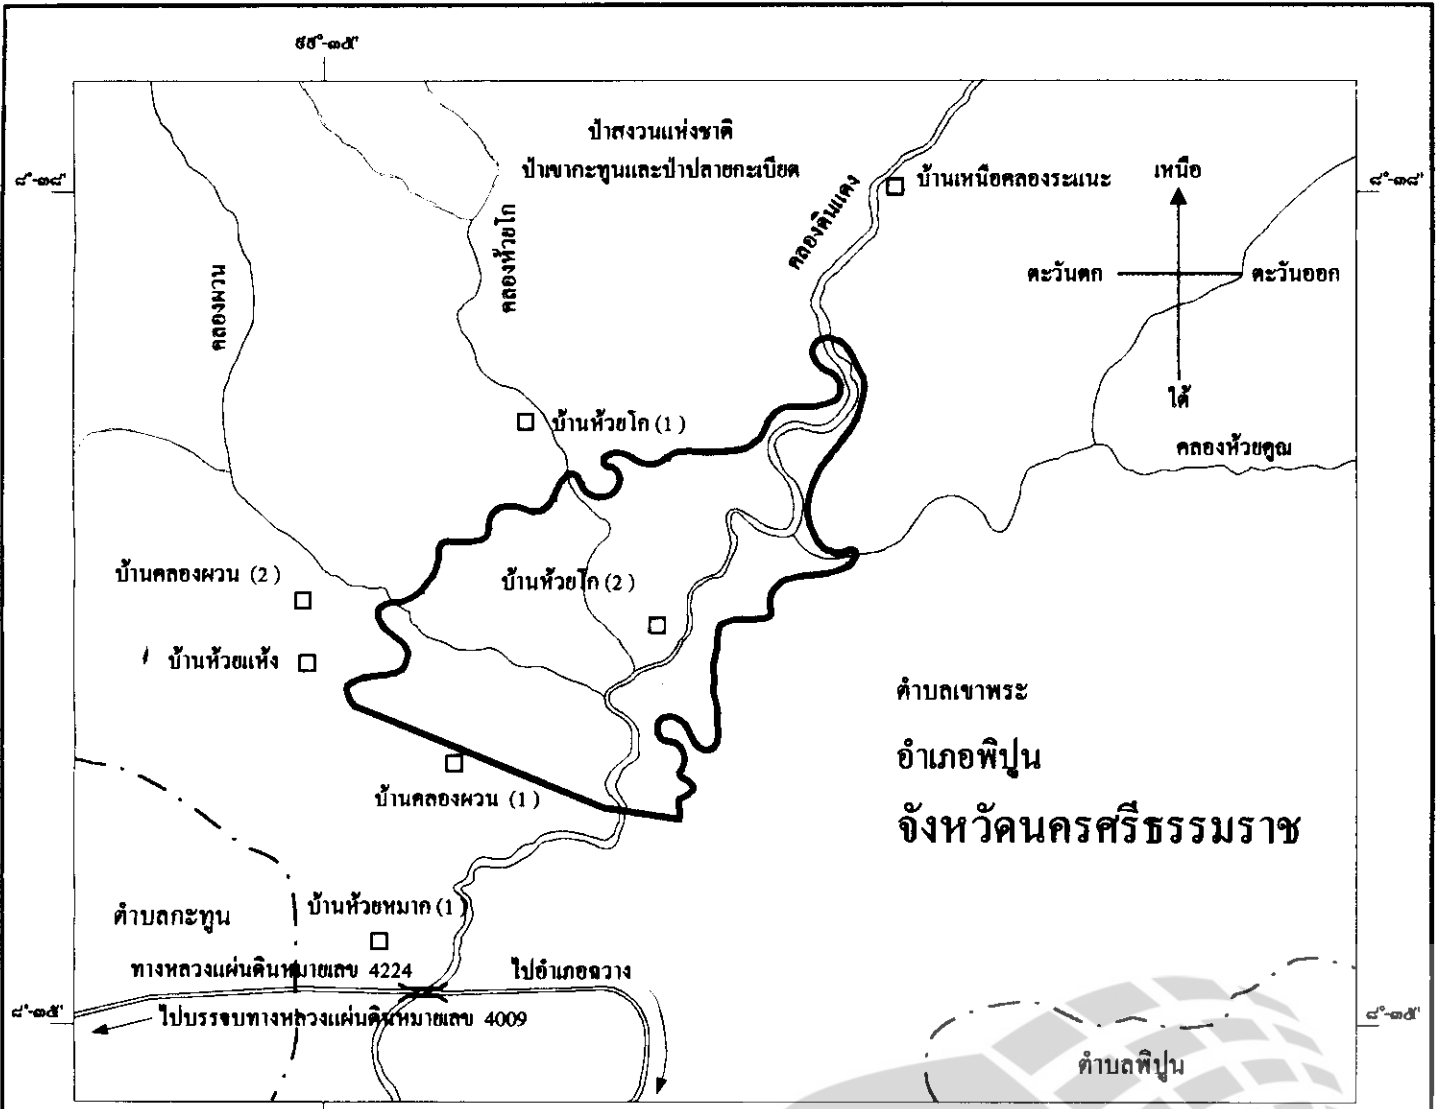 ๙๙°-๓๕'
ป่าสงวนแห่งชาติ
ป่าเขากะทูนและป่าปลายกะเบียด
๘°-๓๘'
บ้านเหนือคลองระแนะ
เหนือ
๘°-๓๘'
คลองดินแดง
คลองห้วยโก
คลองผวน
ตะวันตก
ตะวันออก
ใต้
บ้านห้วยโก (1)
คลองห้วยคูณ
บ้านคลองผวน (2)
บ้านห้วยโก (2)
บ้านห้วยแห้ง
ตำบลเขาพระ
อำเภอพิปูน
บ้านคลองผวน (1)
จังหวัดนครศรีธรรมราช
ตำบลกะทูน
บ้านห้วยหมาก (1)
ทางหลวงแผ่นดินหมายเลข 4224
ไปอำเภอฉวาง
๘°-๓๕'
ไปบรรจบทางหลวงแผ่นดินหมายเลข 4009
๘°-๓๕'
ตำบลพิปูน